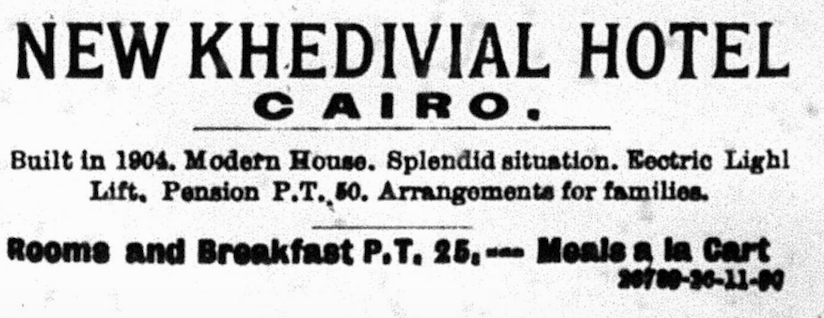 NEW KHEDIVIAL HOTEL
CAIRO.
Built in 1904. Modern House. Splendid situation. Eectric Lighl
Lift. Pension P.T. 50. Arrangements for families.
Rooms and Breakfast P.T. 25.--- Meals a la Cart